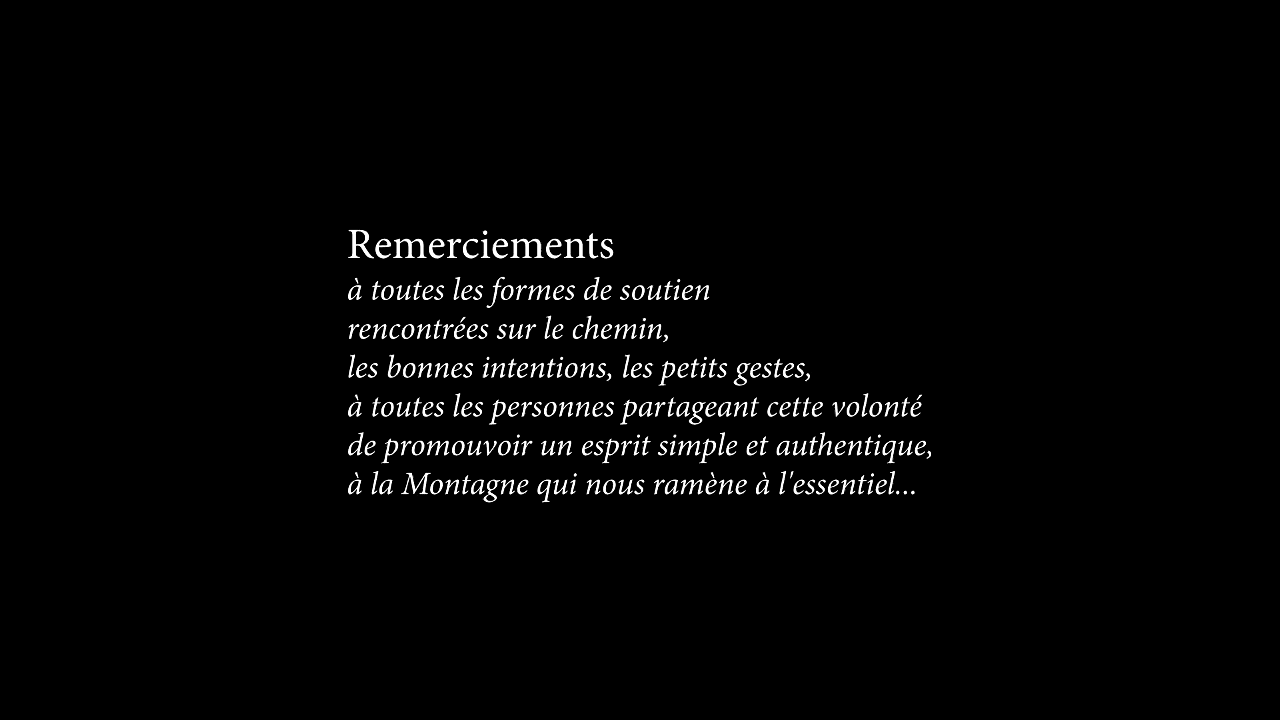 Remerciements
à toutes les formes de soutien
rencontrées sur le chemin,
les bonnes intentions, les petits gestes,
à toutes les personnes partageant cette volonté
de promouvoir un esprit simple et authentique,
à la Montagne qui nous ramène à l'essentiel...